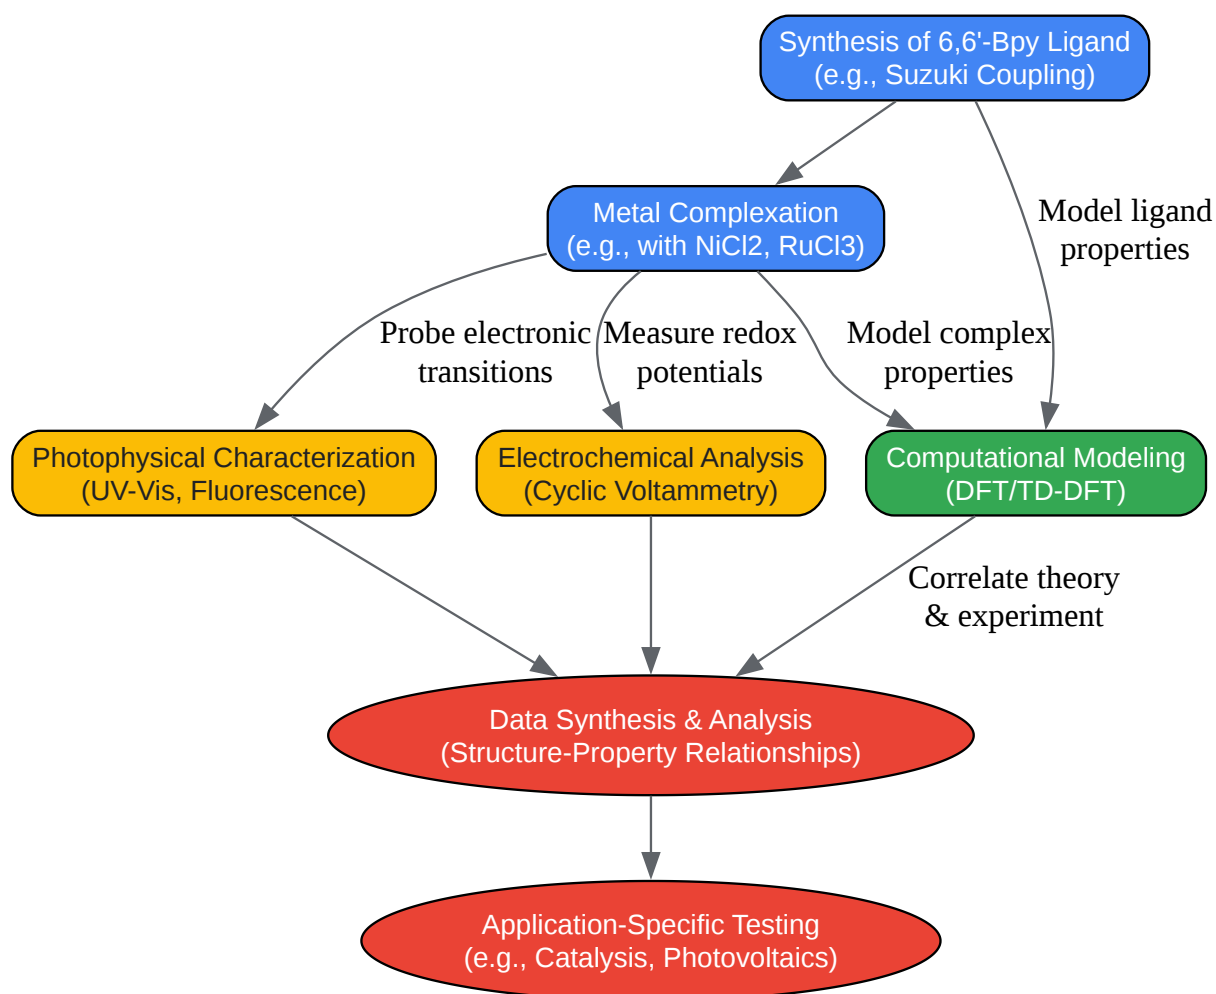 Synthesis of 6,6'-Bpy Ligand
(e.g., Suzuki Coupling)
Metal Complexation
(e.g., with NiCl2, RuCl3)
Model ligand
properties
Probe electronic
transitions
Measure redox
potentials
Model complex
properties
Photophysical Characterization
(UV-Vis, Fluorescence)
Electrochemical Analysis
(Cyclic Voltammetry)
Computational Modeling
(DFT/TD-DFT)
Correlate theory
& experiment
Data Synthesis & Analysis
(Structure-Property Relationships)
Application-Specific Testing
(e.g., Catalysis, Photovoltaics)